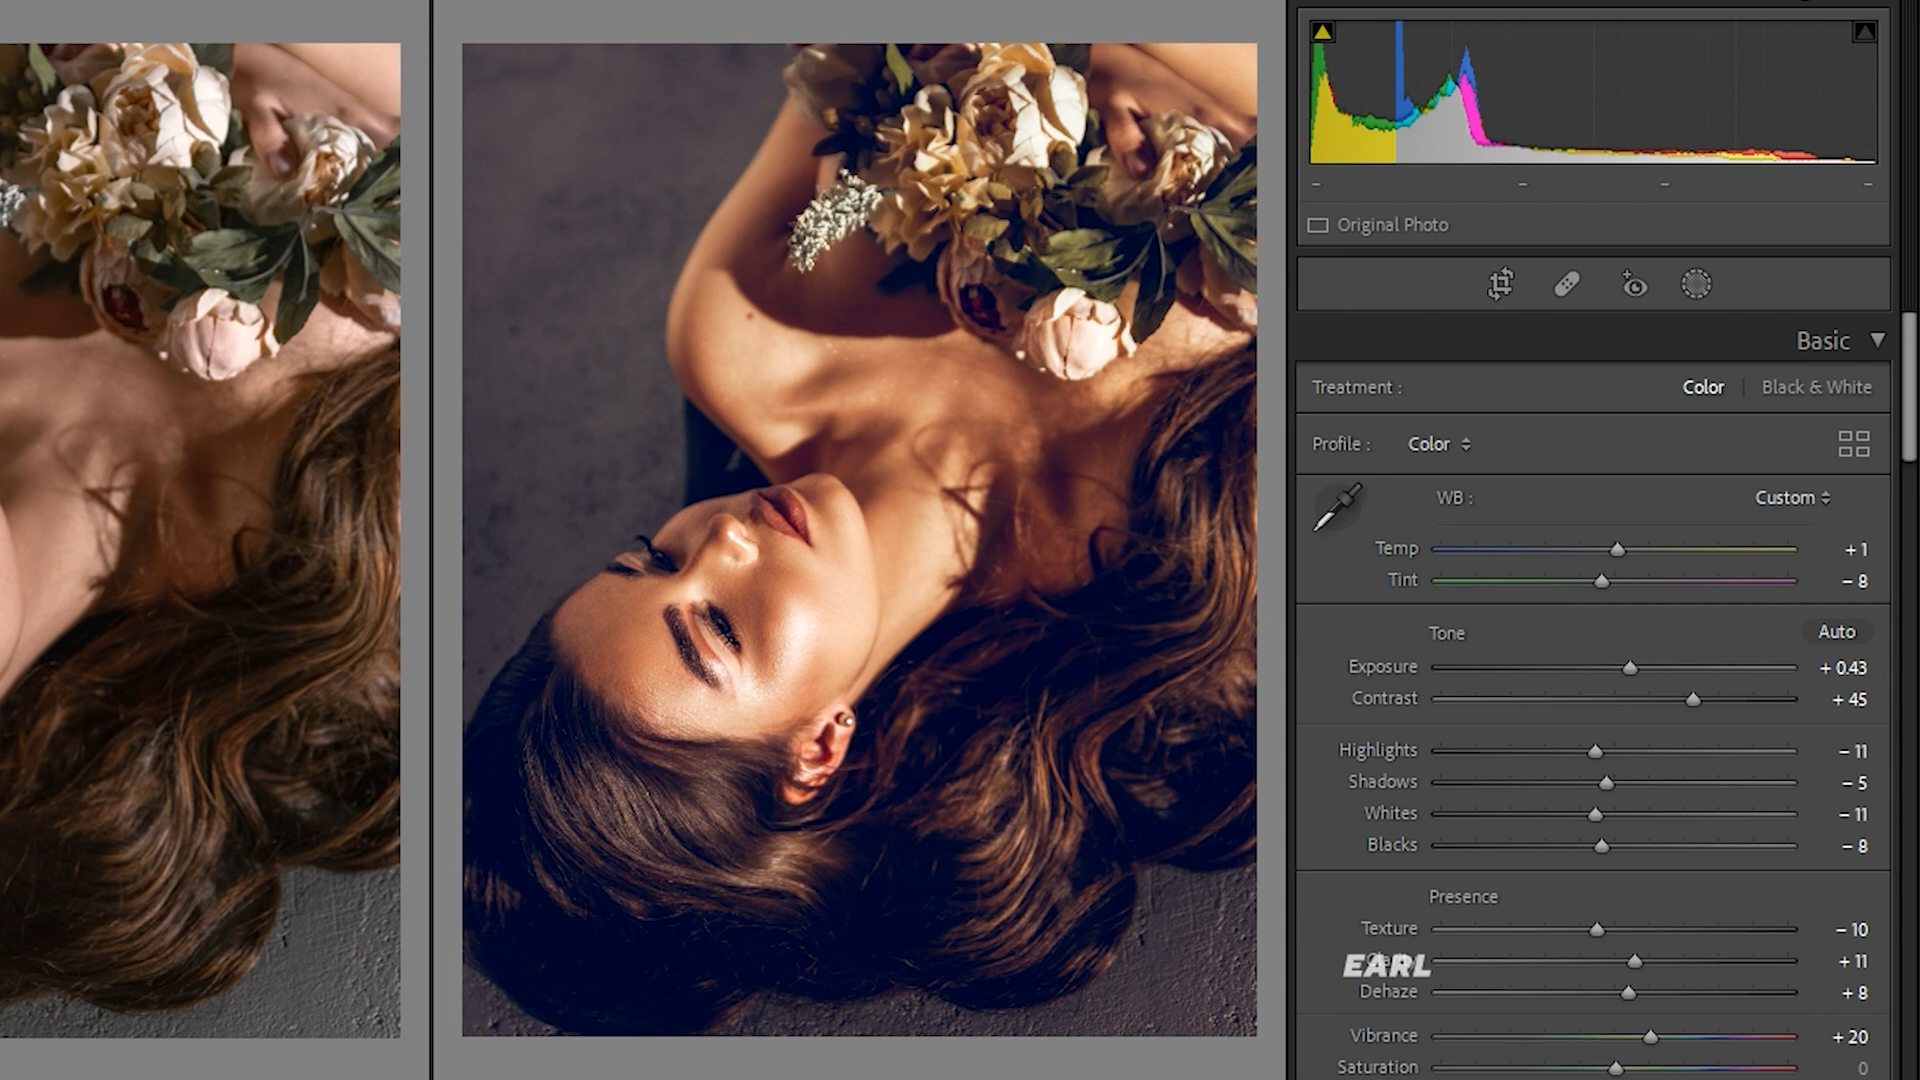 Original Photo
Basic
Treatment : Color Black & White
Profile : Color
WB : Custom
Temp + 1
Tint – 8
Tone Auto
Exposure + 0.43
Contrast + 45
Highlights – 11
Shadows – 5
Whites – 11
Blacks – 8
Presence
Texture – 10
EARL + 11
Dehaze + 8
Vibrance + 20
Saturation 0